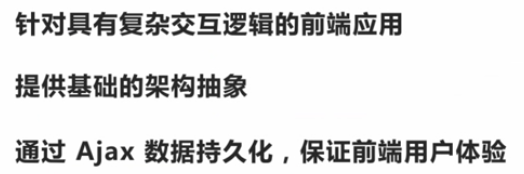 针对具有复杂交互逻辑的前端应用
提供基础的架构抽象
通过 Ajax 数据持久化，保证前端用户体验